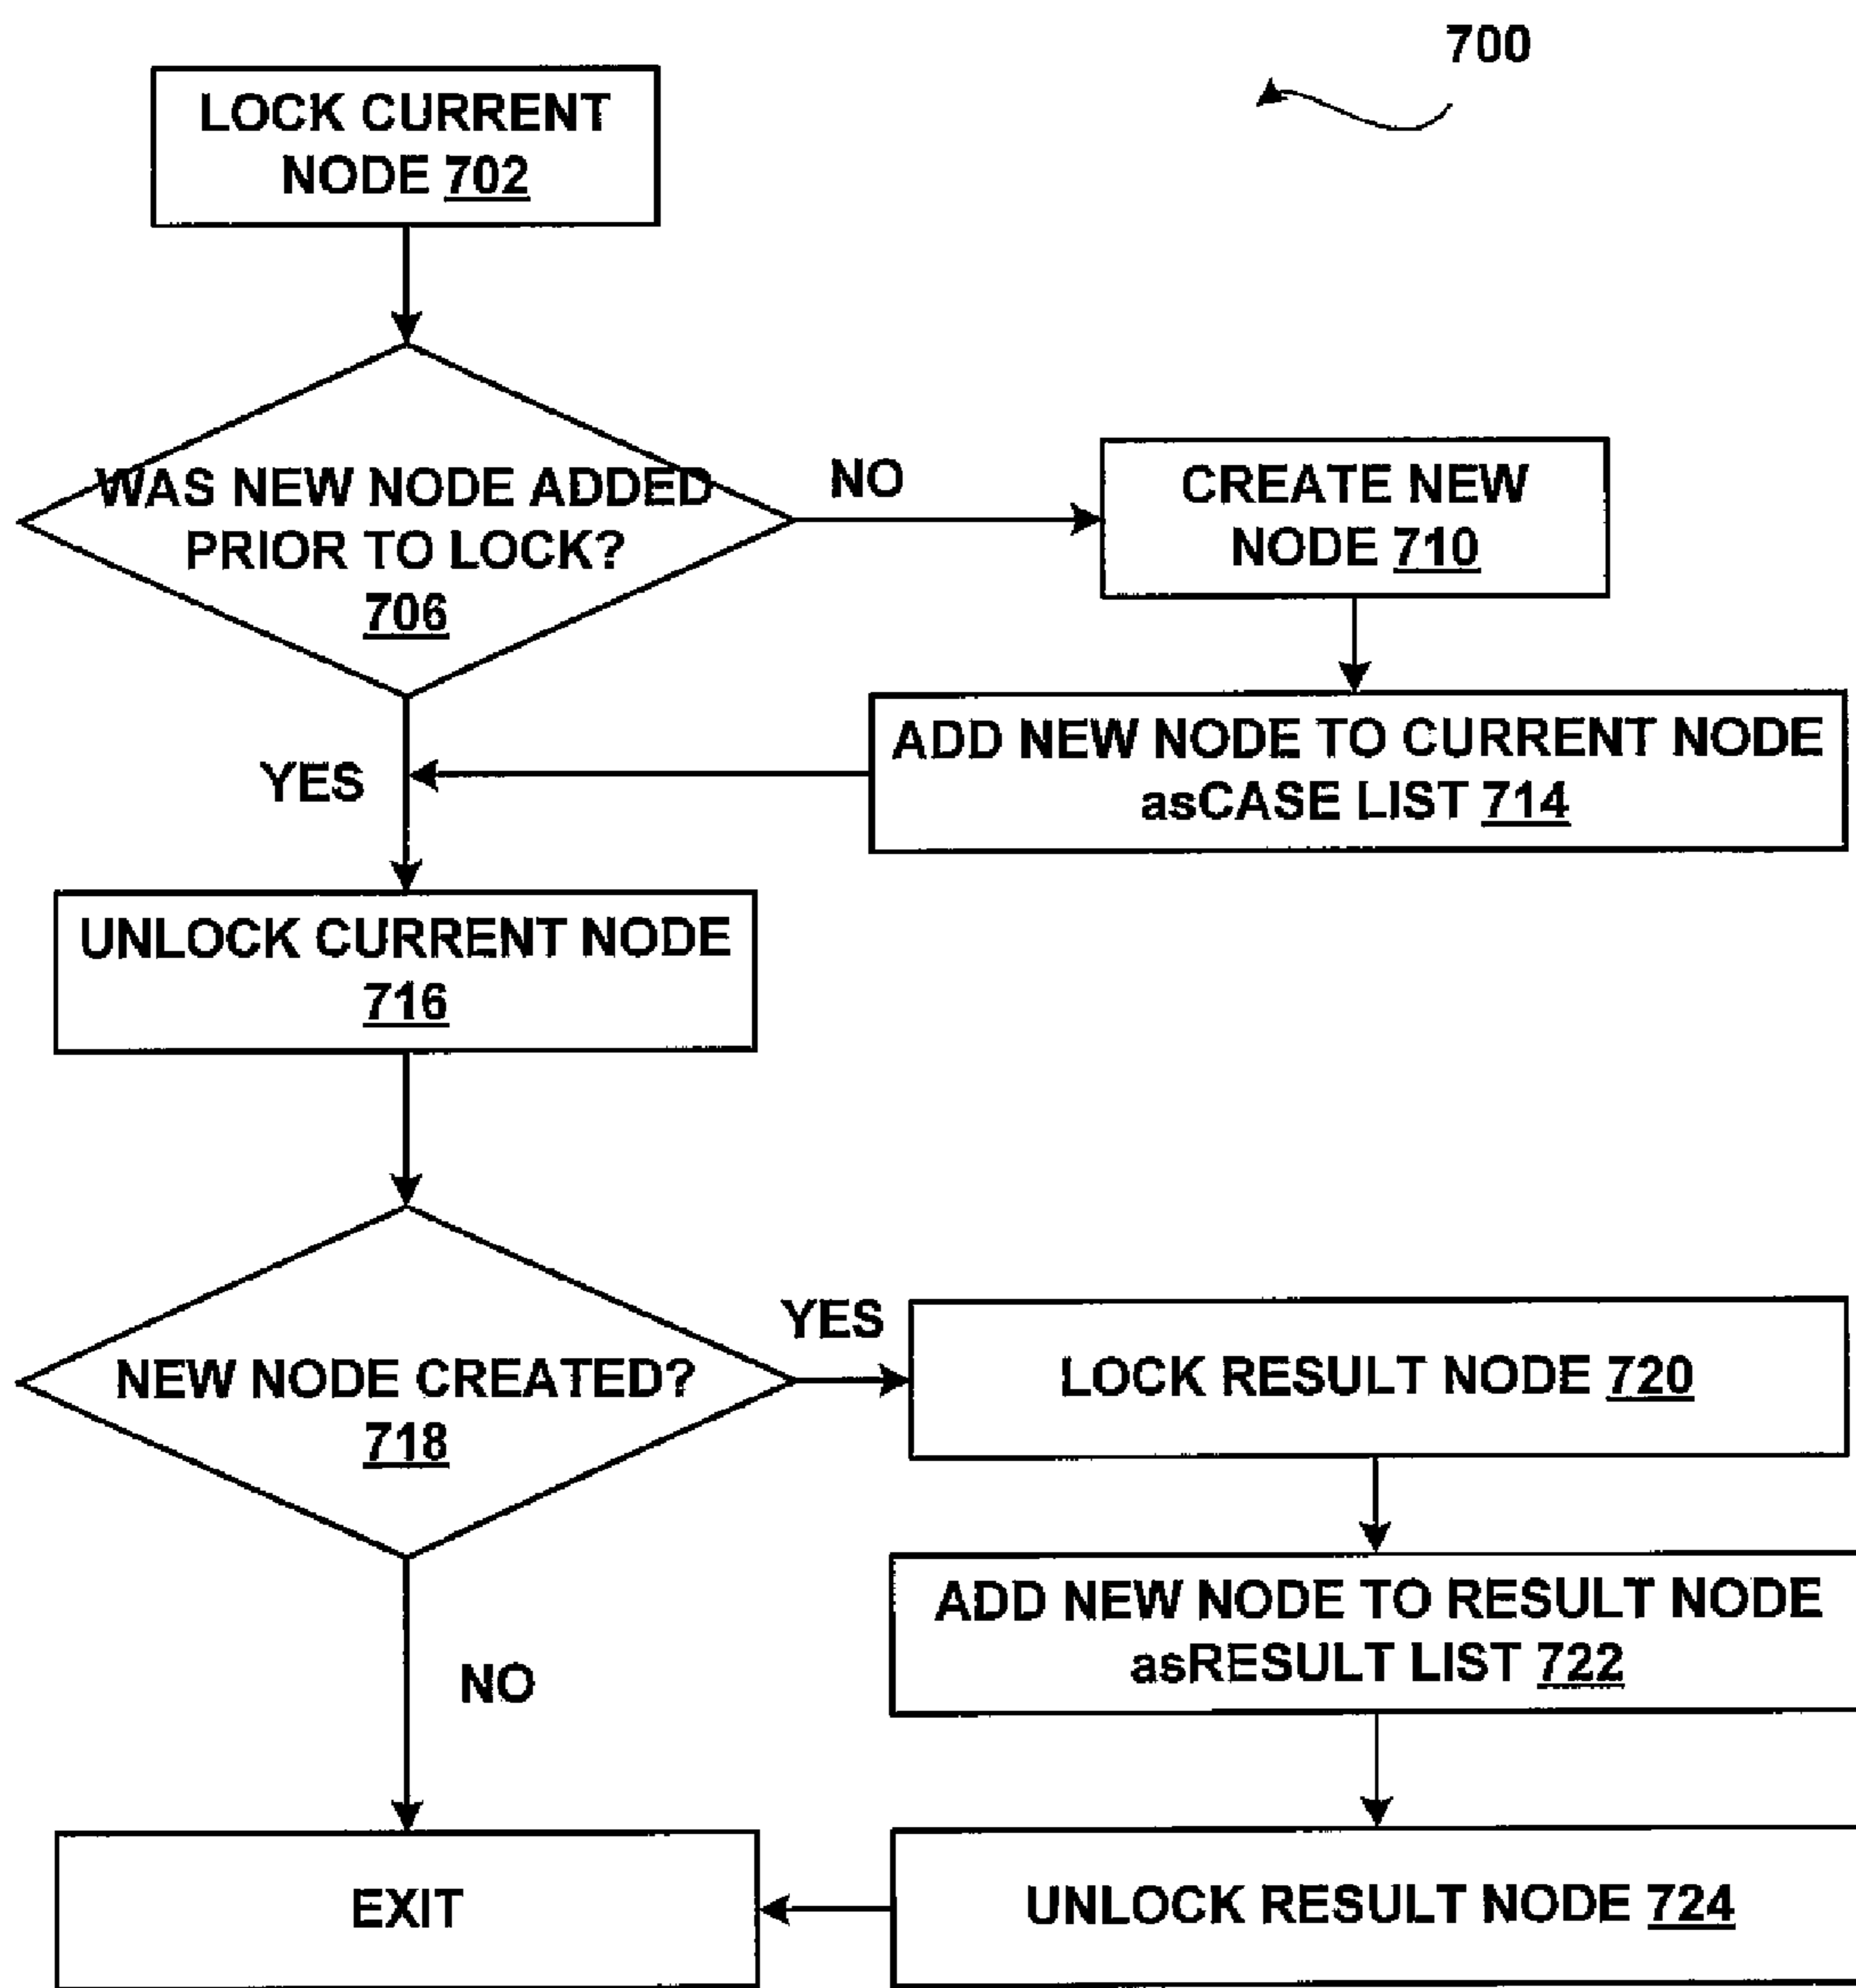 700
LOCK CURRENT
NODE 702
WAS NEW NODE ADDED
PRIOR TO LOCK?
706
NO
CREATE NEW
NODE 710
ADD NEW NODE TO CURRENT NODE
asCASE LIST 714
YES
UNLOCK CURRENT NODE
716
NEW NODE CREATED?
718
YES
LOCK RESULT NODE 720
ADD NEW NODE TO RESULT NODE
asRESULT LIST 722
NO
EXIT
UNLOCK RESULT NODE 724